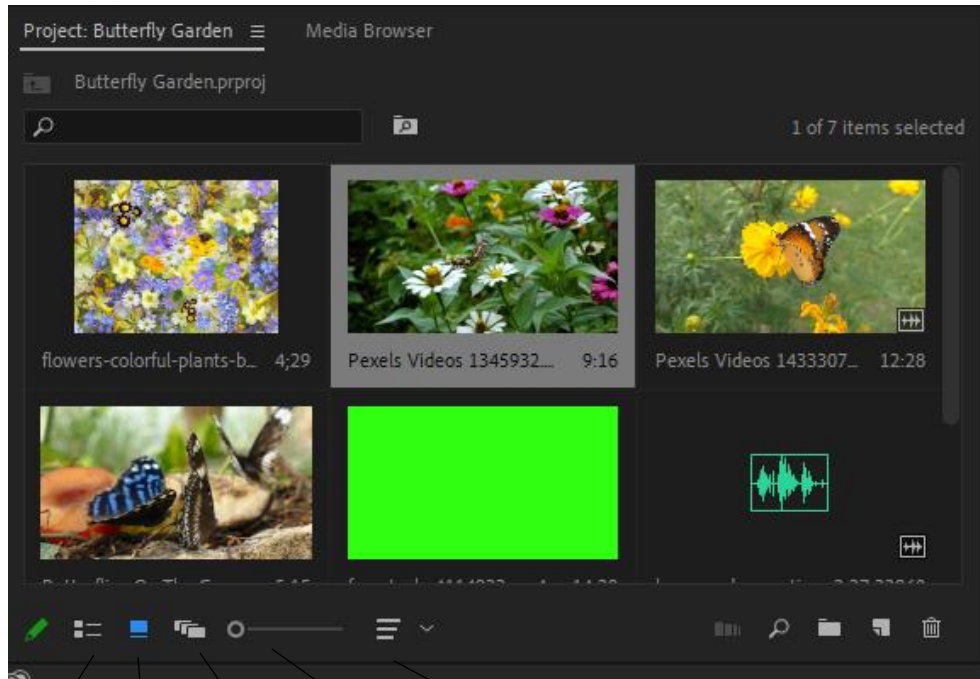 Project: Butterfly Garden Media Browser
Butterfly Garden.prproj
1 of 7 items selected
flowers-colorful-plants-b... 4;29 Pexels Videos 1345932.... 9:16 Pexels Videos 1433307... 12:28